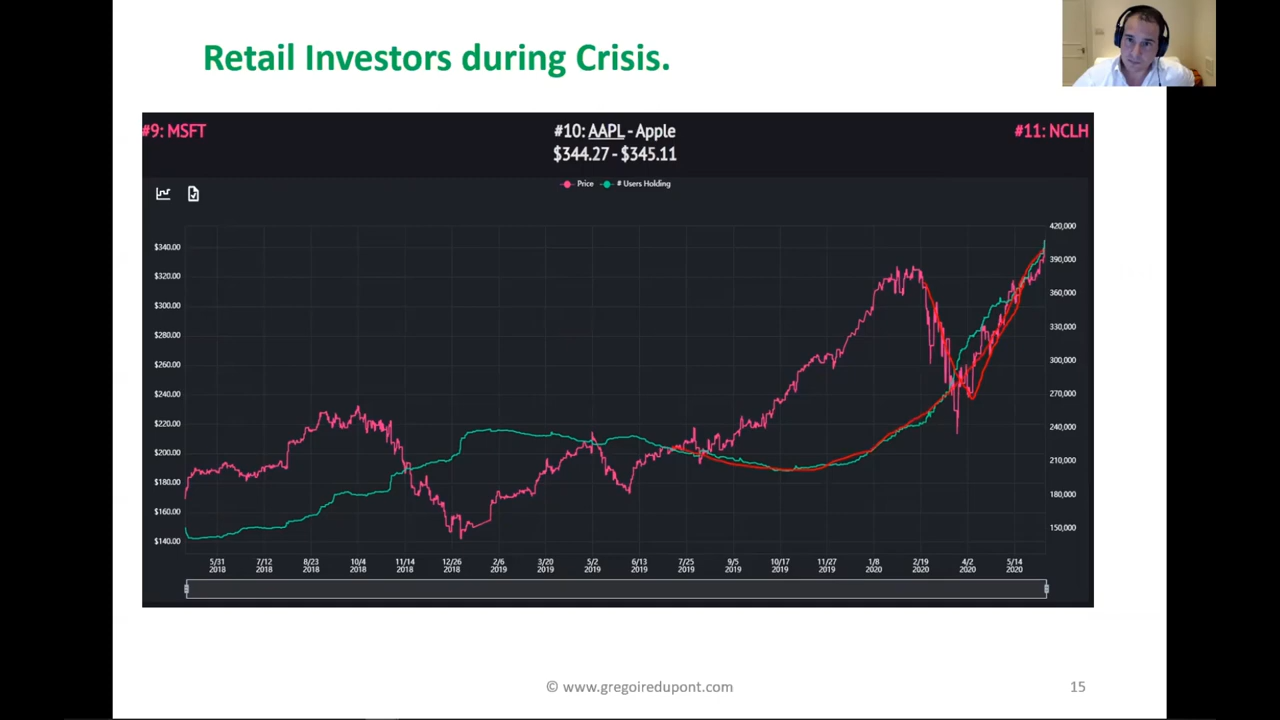 Retail Investors during Crisis.
#9: MSFT
#10: AAPL - Apple
#11: NCLH
$344.27 - $345.11
Price # Users Holding
$340.00
$320.00
$300.00
$280.00
$260.00
$240.00
$220.00
$200.00
$180.00
$160.00
$140.00
420,000
390,000
360,000
330,000
300,000
270,000
240,000
210,000
180,000
150,000
5/31 7/12 8/23 10/4 11/14 12/26 2/6 3/20 5/2 6/13 7/25 9/5 10/17 11/27 1/8 2/19 4/2 5/14
2018 2018 2018 2018 2018 2018 2019 2019 2019 2019 2019 2019 2019 2019 2020 2020 2020 2020
© www.gregoiredupont.com
15